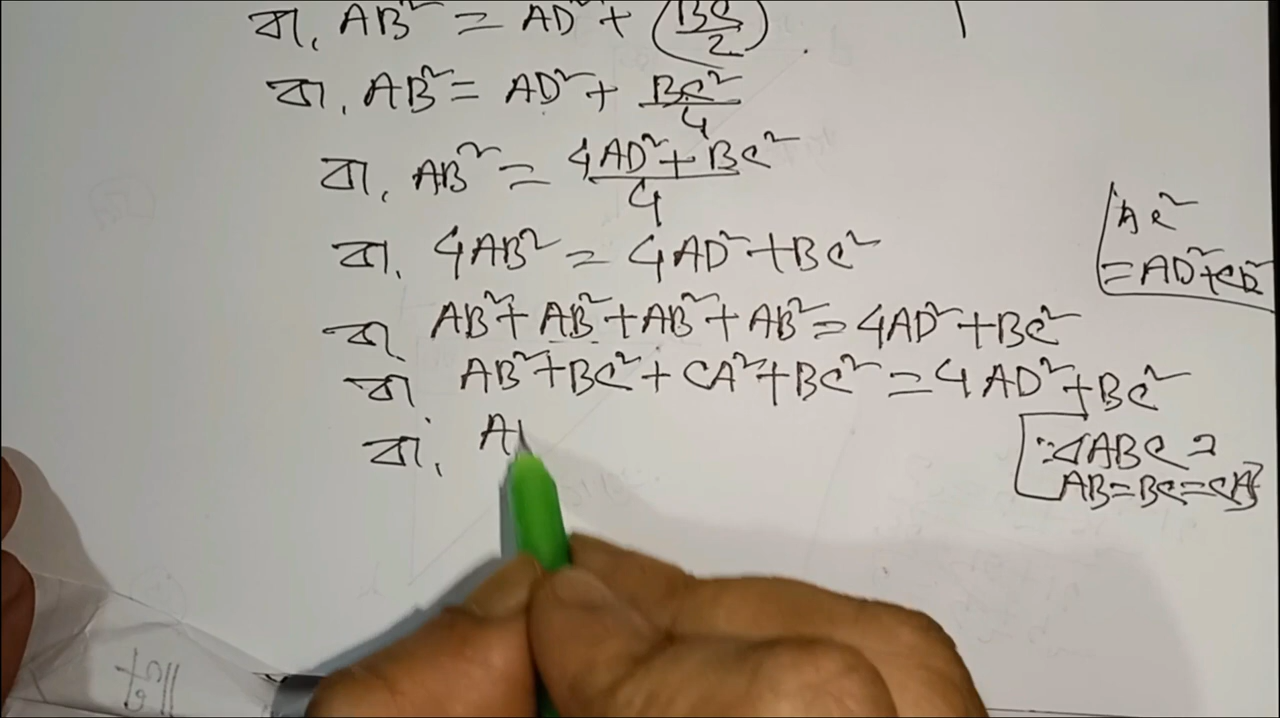 বা, AB² = AD² + (BC/2)²
বা, AB² = AD² + BC²/4
বা, AB² = 4AD² + BC²/4
বা, 4AB² = 4AD² + BC²
বা, AB² + AB² + AB² + AB² = 4AD² + BC²
বা, AB² + BC² + CA² + BC² = 4AD² + BC²
বা, A
AC²
= AD² + CD²
∵ ABC
AB = BC = CA